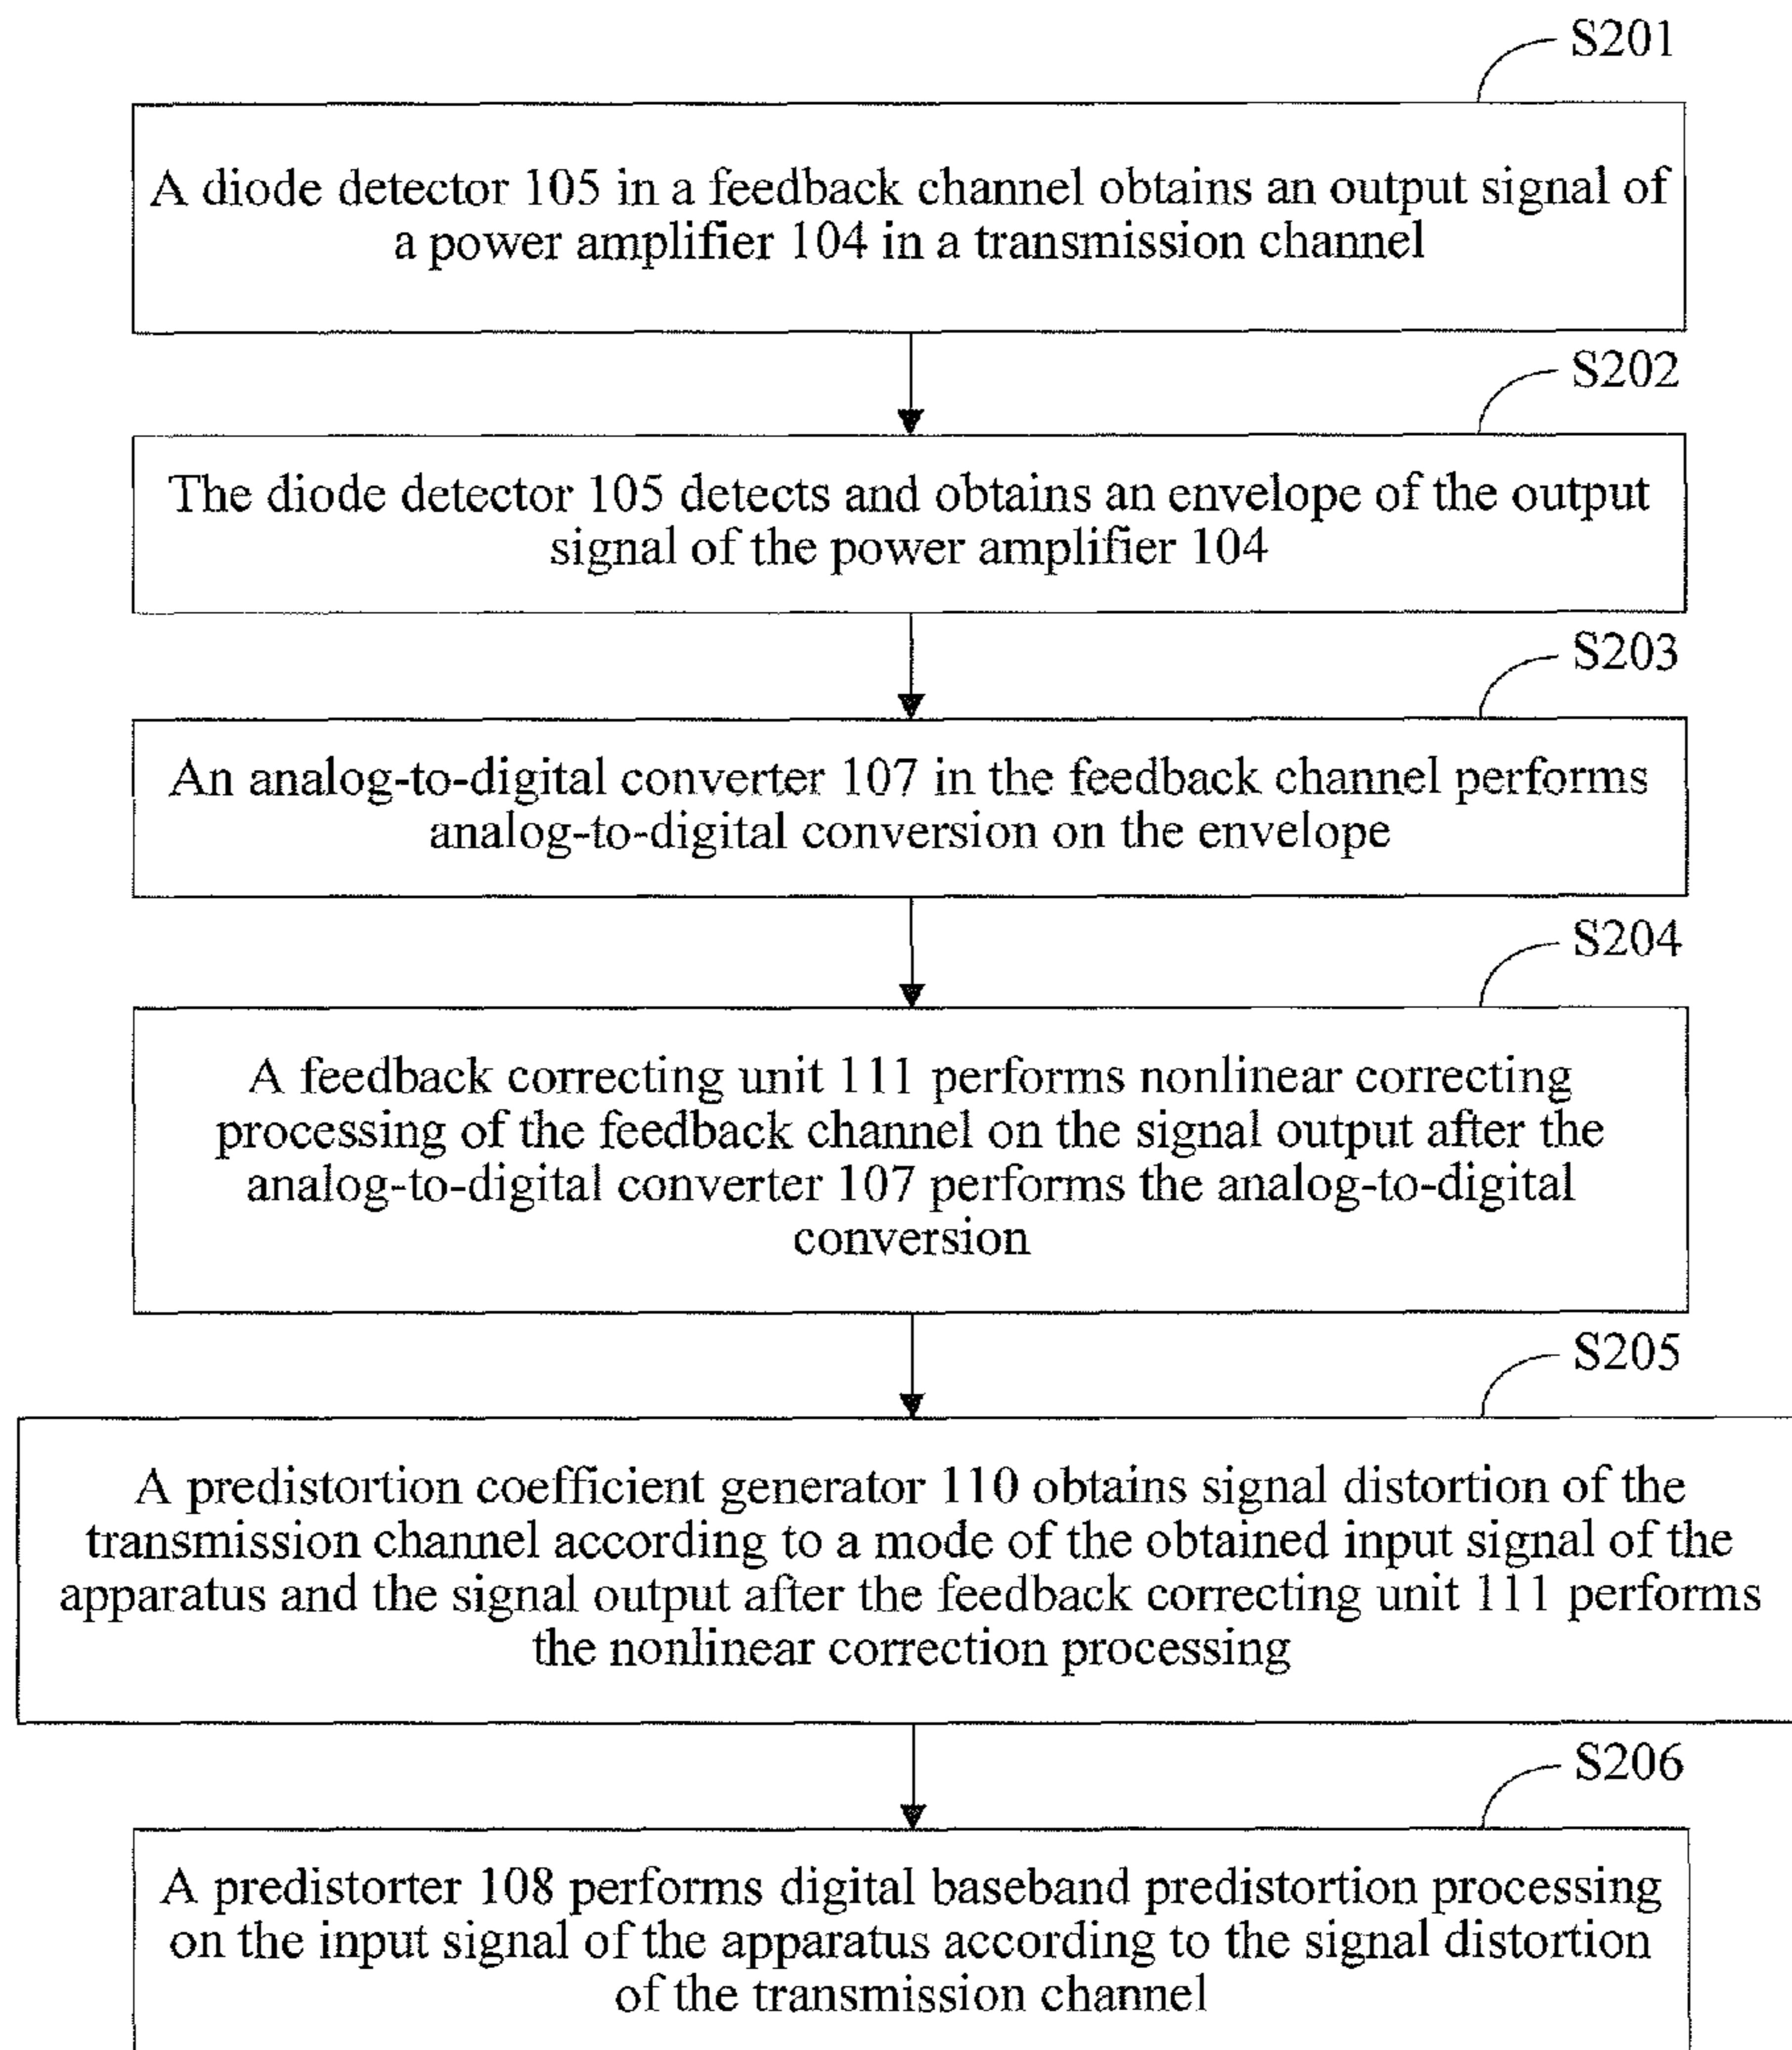 S201
A diode detector 105 in a feedback channel obtains an output signal of
a power amplifier 104 in a transmission channel
S202
The diode detector 105 detects and obtains an envelope of the output
signal of the power amplifier 104
S203
An analog-to-digital converter 107 in the feedback channel performs
analog-to-digital conversion on the envelope
S204
A feedback correcting unit 111 performs nonlinear correcting
processing of the feedback channel on the signal output after the
analog-to-digital converter 107 performs the analog-to-digital
conversion
S205
A predistortion coefficient generator 110 obtains signal distortion of the
transmission channel according to a mode of the obtained input signal of the
apparatus and the signal output after the feedback correcting unit 111 performs
the nonlinear correction processing
S206
A predistorter 108 performs digital baseband predistortion processing
on the input signal of the apparatus according to the signal distortion
of the transmission channel